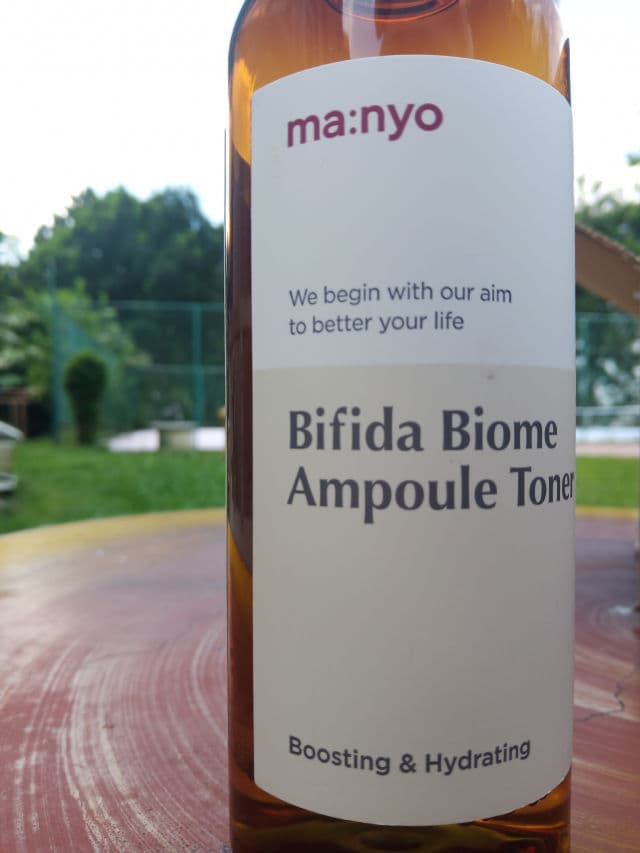 ma:nyo
We begin with our aim
to better your life
Bifida Biome
Ampoule Toner
Boosting & Hydrating